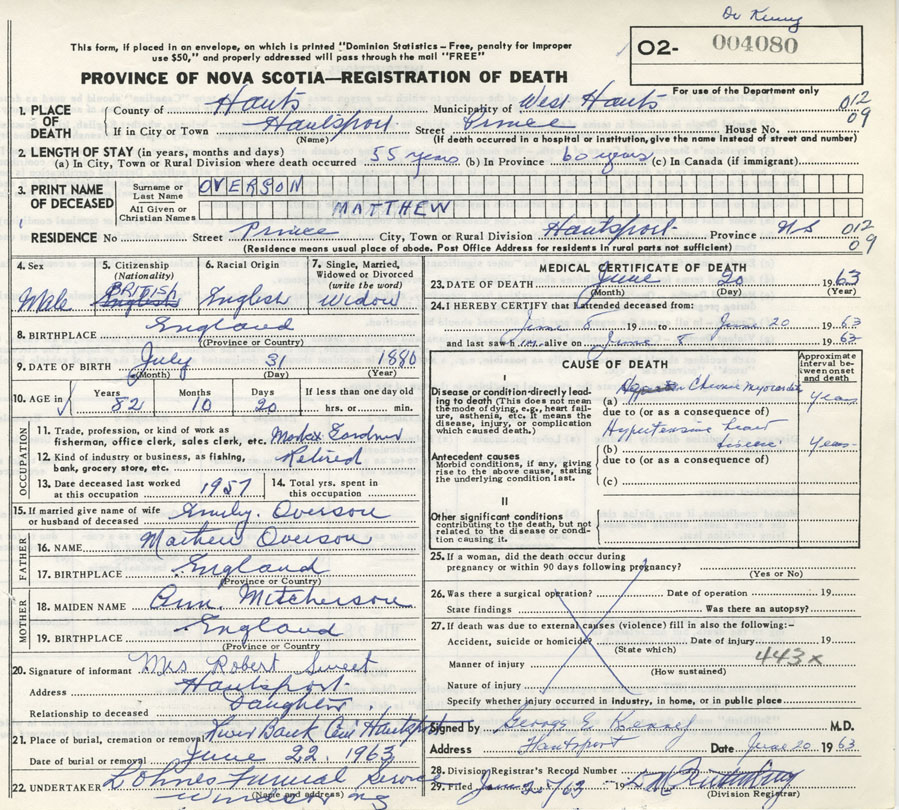 Dr Kenny
This form, if placed in an envelope, on which is printed "Dominion Statistics – Free, penalty for improper
use $50," and properly addressed will pass through the mail "FREE"
O2- 004080
PROVINCE OF NOVA SCOTIA—REGISTRATION OF DEATH
For use of the Department only
1. PLACE OF DEATH County of Hants Municipality of West Hants 012
If in City or Town Hantsport Street Prince House No. 09
(Name) (If death occurred in a hospital or institution, give the name instead of street and number)
2. LENGTH OF STAY (in years, months and days)
(a) In City, Town or Rural Division where death occurred 55 years (b) In Province 60 years (c) In Canada (if immigrant)
3. PRINT NAME OF DECEASED Surname or Last Name OVERSON
All Given or Christian Names MATTHEW
RESIDENCE No Street Prince City, Town or Rural Division Hantsport Province NS 012
(Residence means usual place of abode. Post Office Address for residents in rural parts not sufficient) 09
4. Sex 5. Citizenship (Nationality) 6. Racial Origin 7. Single, Married, Widowed or Divorced (write the word)
Male BRITISH English English Widow
8. BIRTHPLACE England
(Province or Country)
9. DATE OF BIRTH July 31 1880
(Month) (Day) (Year)
10. AGE in Years Months Days If less than one day old
82 10 20 hrs. or min.
OCCUPATION
11. Trade, profession, or kind of work as
fisherman, office clerk, sales clerk, etc. Market Gardner
12. Kind of industry or business, as fishing,
bank, grocery store, etc. Retired
13. Date deceased last worked
at this occupation 1957
14. Total yrs. spent in
this occupation
15. If married give name of wife
or husband of deceased Emily Overson
FATHER
16. NAME Mathew Overson
17. BIRTHPLACE England
(Province or Country)
MOTHER
18. MAIDEN NAME Ann Mitcherson
19. BIRTHPLACE England
(Province or Country
20. Signature of informant Mrs Robert Sweet
Address Hantsport
Relationship to deceased Daughter
21. Place of burial, cremation or removal River Bank Cem Hantsport
Date of burial or removal June 22, 1963
22. UNDERTAKER Lohnes Funeral Service
(Name and address) Windsor NS
MEDICAL CERTIFICATE OF DEATH
23. DATE OF DEATH June 20 1963
(Month) (Day) (Year)
24. I HEREBY CERTIFY that I attended deceased from:
June 8 19 to June 20 19 63
and last saw him alive on June 8 19 63
CAUSE OF DEATH
Approximate interval between onset and death
I
Disease or condition directly leading
to death (This does not mean
the mode of dying, e.g., heart failure,
asthenia, etc. It means the
disease, injury, or complication
which caused death.)
(a) Chronic Myocarditis years
due to (or as a consequence of)
Hypertensive heart
Antecedent causes
Morbid conditions, if any, giving
rise to the above cause, stating
the underlying condition last.
(b) disease years
due to (or as a consequence of)
(c)
II
Other significant conditions
contributing to the death, but not
related to the disease or condition
causing it.
25. If a woman, did the death occur during
pregnancy or within 90 days following pregnancy?
(Yes or No)
26. Was there a surgical operation? Date of operation 19
State findings Was there an autopsy?
27. If death was due to external causes (violence) fill in also the following:-
Accident, suicide or homicide? Date of injury 19
(State which)
Manner of injury 443x
(How sustained)
Nature of injury
Specify whether injury occurred in Industry, in home, or in public place
Signed by George E Kenny M.D.
Address Hantsport Date June 20 19 63
28. Division Registrar's Record Number
29. Filed June 25/63 19
(Division Registrar)